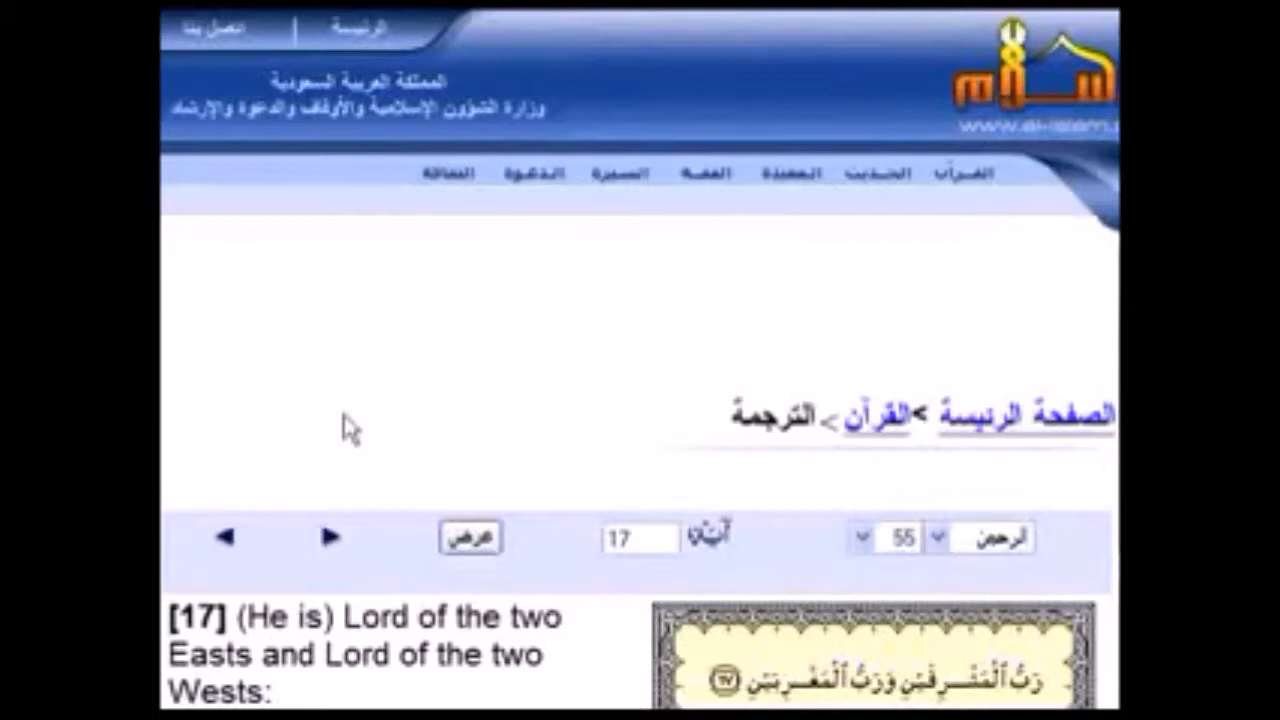 الرئيسة | اتصل بنا
سلام
المملكة العربية السعودية
وزارة الشؤون الإسلامية والأوقاف والدعوة والإرشاد
www.al-islam.
القرآن الحديث العقيدة الفقه السيرة الدعوة الثقافة
الصفحة الرئيسة > القرآن > الترجمة
الرحمن 55 17 عرض
[17] (He is) Lord of the two
Easts and Lord of the two
Wests:
رَبُّ ٱلْمَشْرِقَيْنِ وَرَبُّ ٱلْمَغْرِبَيْنِ ١٧